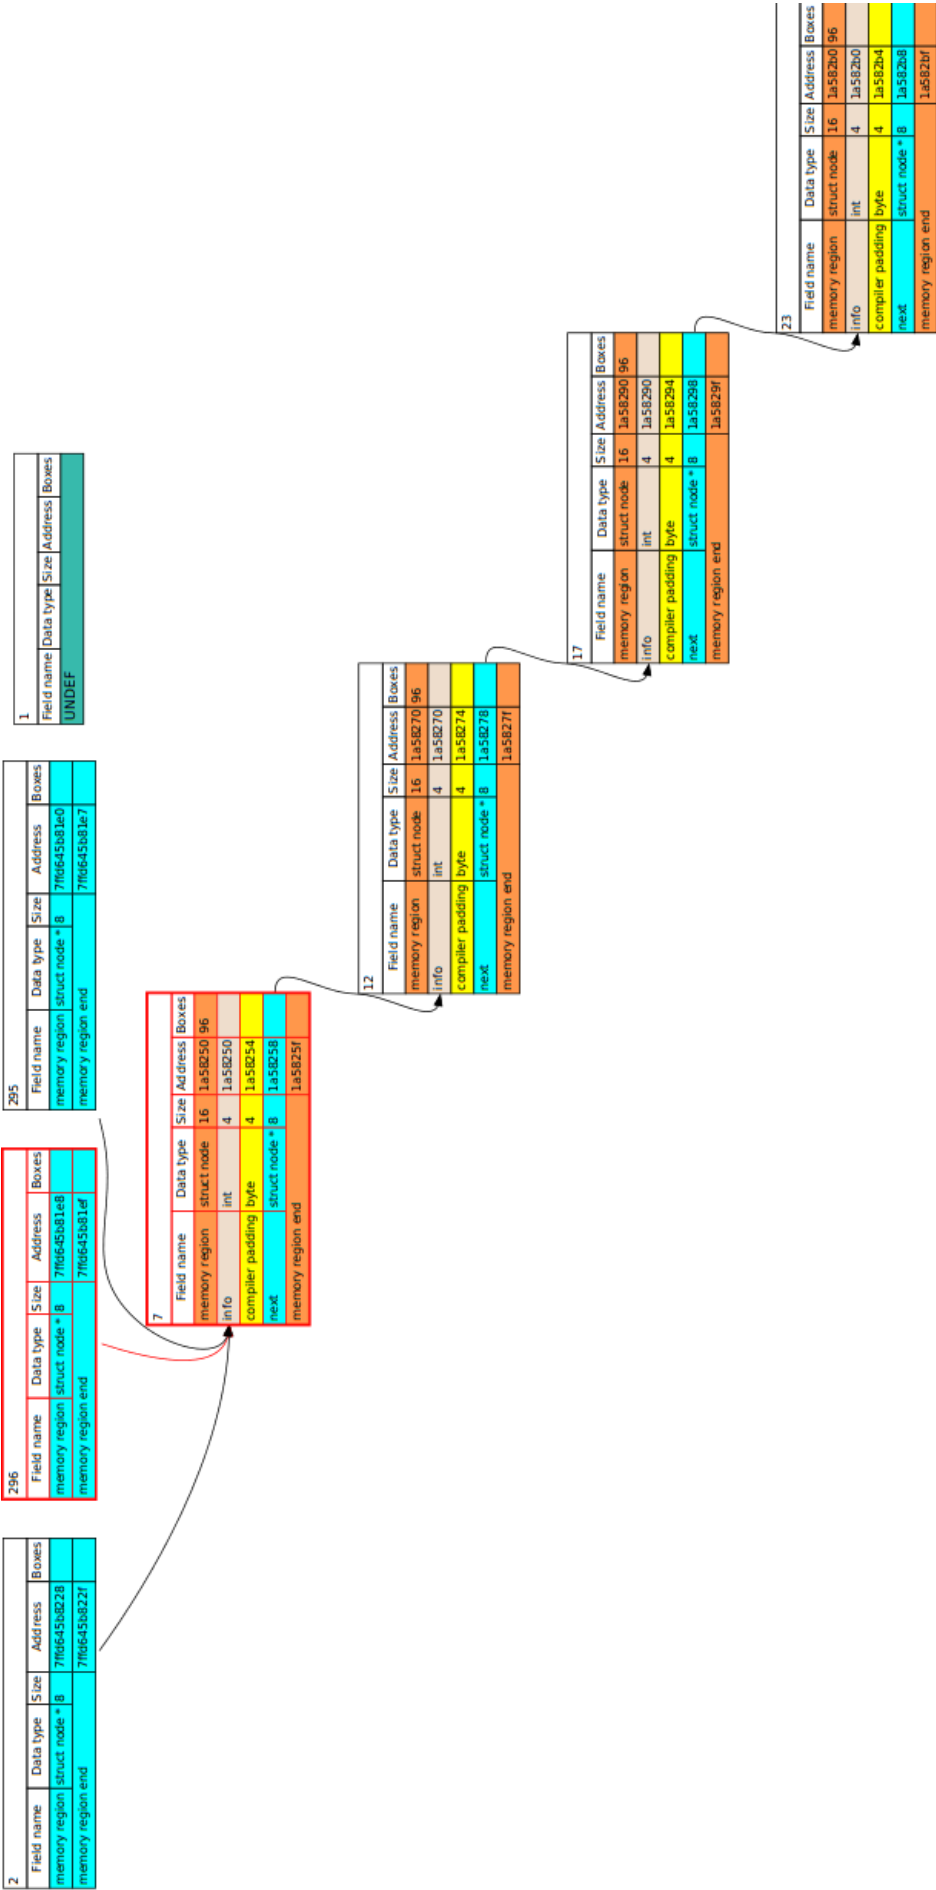 2
Field name Data type Size Address Boxes
memory region struct node * 8 7ffd645b8228
memory region end 7ffd645b822f
296
Field name Data type Size Address Boxes
memory region struct node * 8 7ffd645b81e8
memory region end 7ffd645b81ef
295
Field name Data type Size Address Boxes
memory region struct node * 8 7ffd645b81e0
memory region end 7ffd645b81e7
1
Field name Data type Size Address Boxes
UNDEF
7
Field name Data type Size Address Boxes
memory region struct node 16 1a58250 96
info int 4 1a58250
compiler padding byte 4 1a58254
next struct node * 8 1a58258
memory region end 1a5825f
12
Field name Data type Size Address Boxes
memory region struct node 16 1a58270 96
info int 4 1a58270
compiler padding byte 4 1a58274
next struct node * 8 1a58278
memory region end 1a5827f
17
Field name Data type Size Address Boxes
memory region struct node 16 1a58290 96
info int 4 1a58290
compiler padding byte 4 1a58294
next struct node * 8 1a58298
memory region end 1a5829f
23
Field name Data type Size Address Boxes
memory region struct node 16 1a582b0 96
info int 4 1a582b0
compiler padding byte 4 1a582b4
next struct node * 8 1a582b8
memory region end 1a582bf